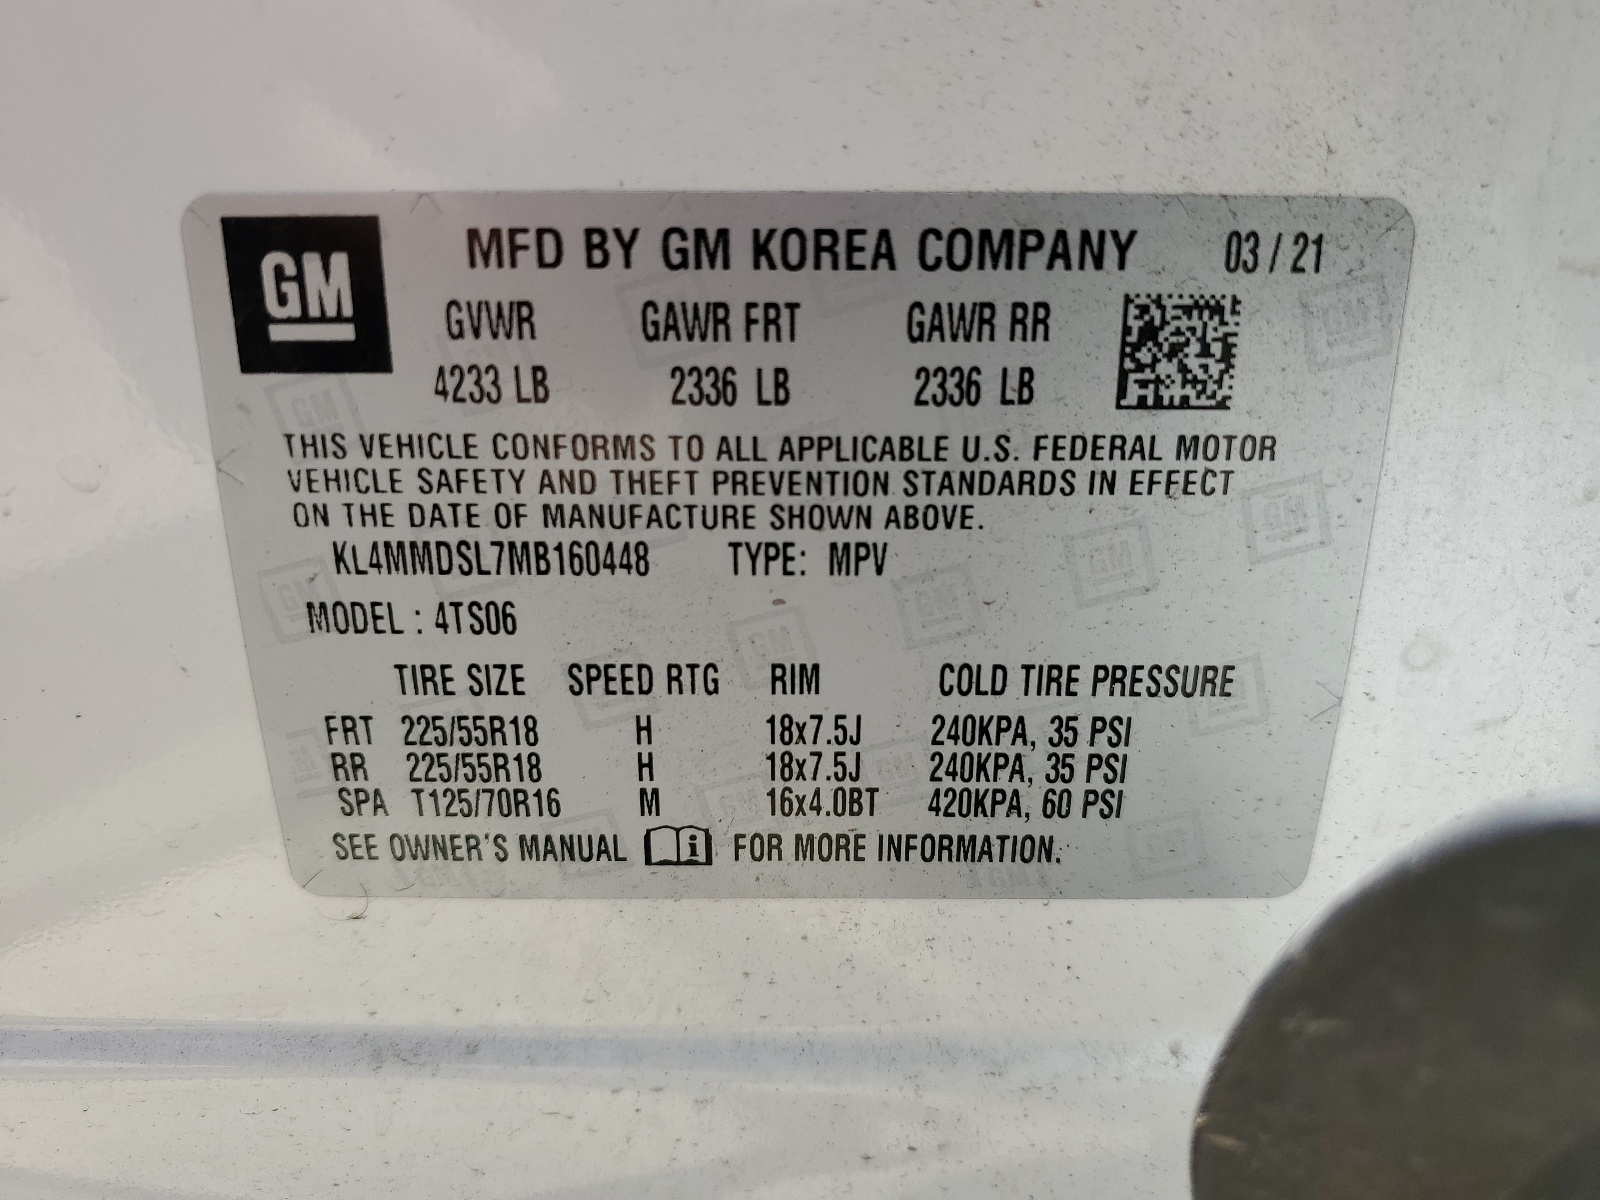 GM MFD BY GM KOREA COMPANY 03 / 21
GVWR GAWR FRT GAWR RR
4233 LB 2336 LB 2336 LB
THIS VEHICLE CONFORMS TO ALL APPLICABLE U.S. FEDERAL MOTOR
VEHICLE SAFETY AND THEFT PREVENTION STANDARDS IN EFFECT
ON THE DATE OF MANUFACTURE SHOWN ABOVE.
KL4MMDSL7MB160448 TYPE: MPV
MODEL : 4TS06
TIRE SIZE SPEED RTG RIM COLD TIRE PRESSURE
FRT 225/55R18 H 18x7.5J 240KPA, 35 PSI
RR 225/55R18 H 18x7.5J 240KPA, 35 PSI
SPA T125/70R16 M 16x4.0BT 420KPA, 60 PSI
SEE OWNER'S MANUAL i FOR MORE INFORMATION.